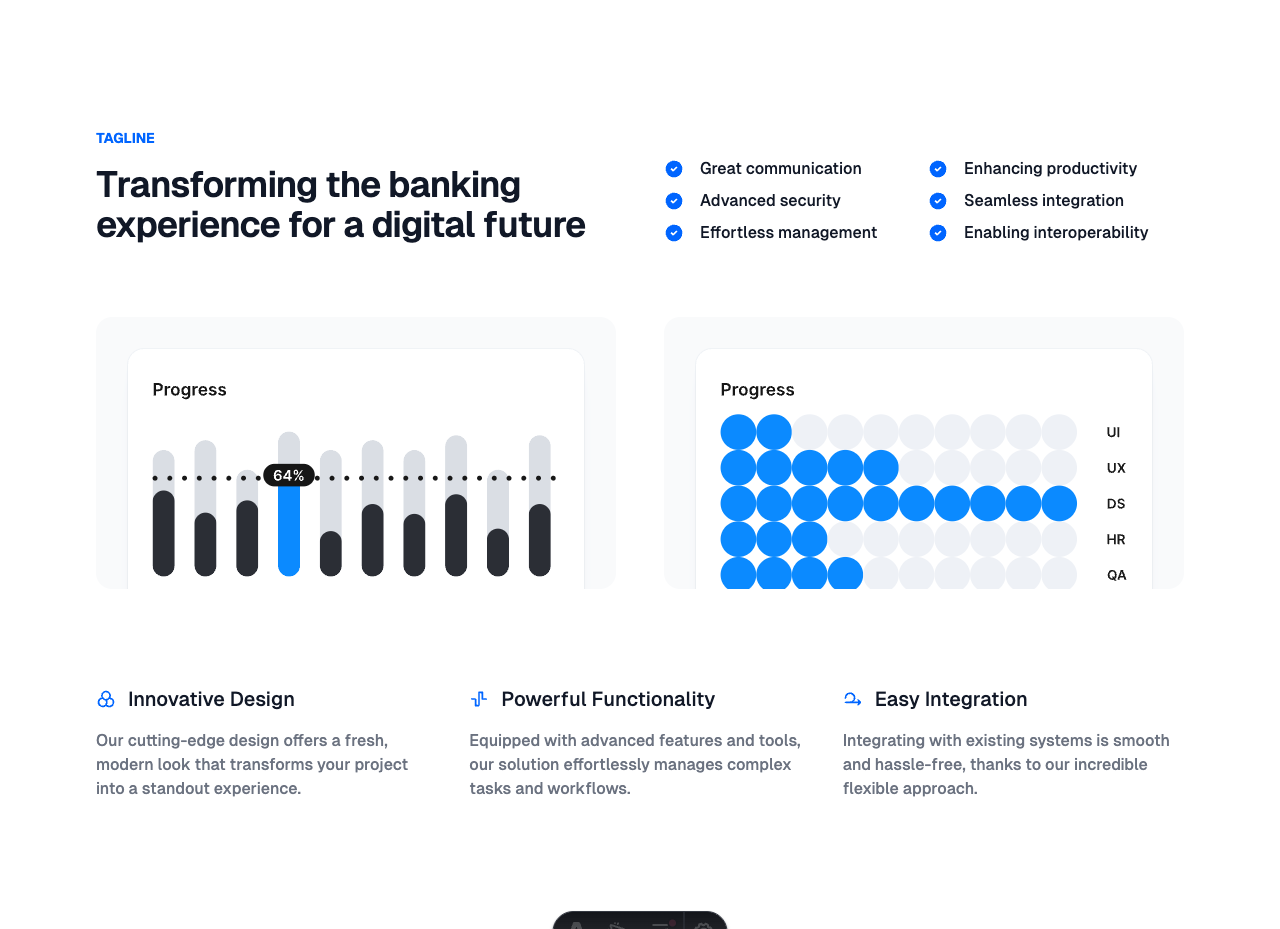 TAGLINE
Transforming the banking
experience for a digital future
Great communication
Advanced security
Effortless management
Enhancing productivity
Seamless integration
Enabling interoperability
Progress
64%
Progress
UI
UX
DS
HR
QA
Innovative Design
Our cutting-edge design offers a fresh,
modern look that transforms your project
into a standout experience.
Powerful Functionality
Equipped with advanced features and tools,
our solution effortlessly manages complex
tasks and workflows.
Easy Integration
Integrating with existing systems is smooth
and hassle-free, thanks to our incredible
flexible approach.